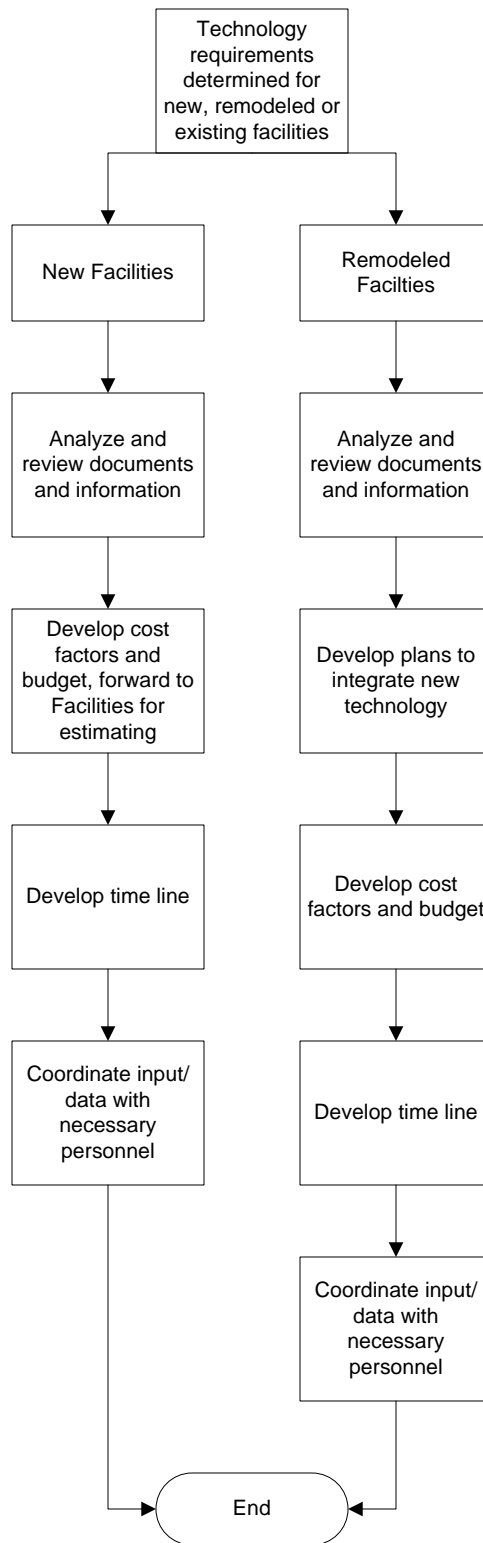 Technology
requirements
determined for
new, remodeled or
existing facilities
New Facilities
Remodeled
Facilties
Analyze and
review documents
and information
Analyze and
review documents
and information
Develop cost
factors and
budget, forward to
Facilities for
estimating
Develop plans to
integrate new
technology
Develop time line
Develop cost
factors and budget
Coordinate input/
data with
necessary
personnel
Develop time line
Coordinate input/
data with
necessary
personnel
End